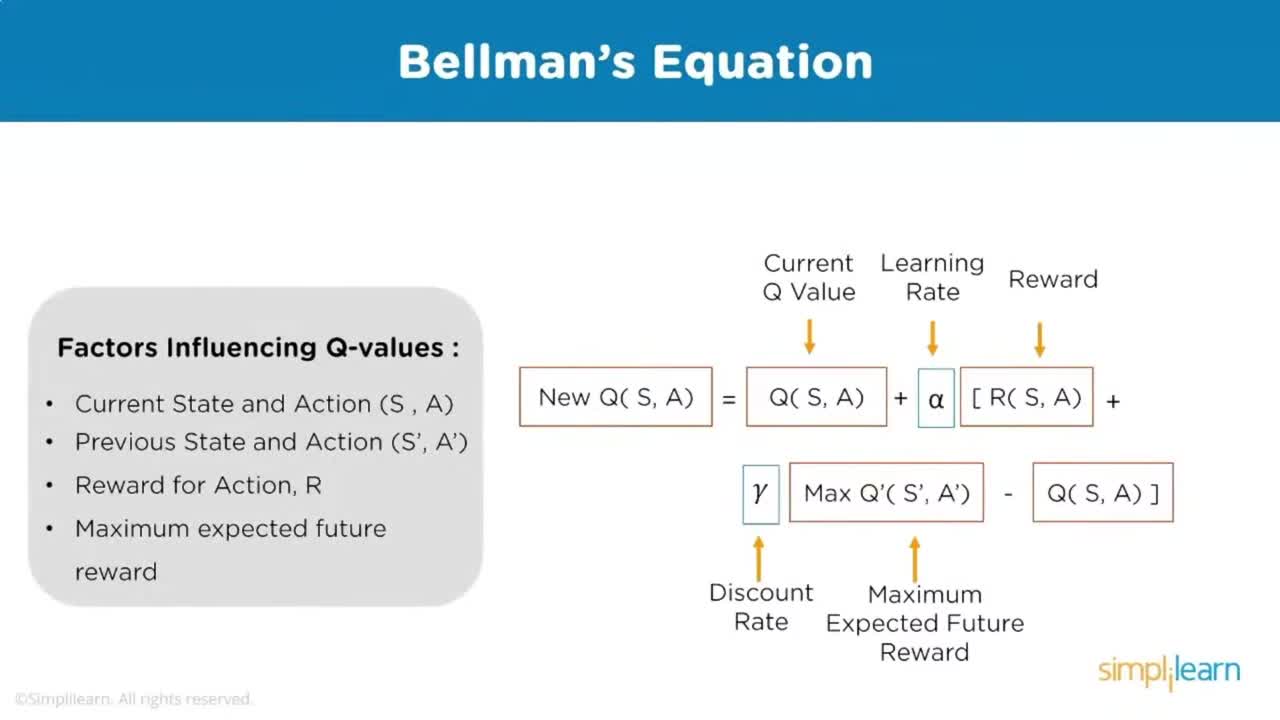 Bellman's Equation
Factors Influencing Q-values :
• Current State and Action (S , A)
• Previous State and Action (S', A')
• Reward for Action, R
• Maximum expected future
reward
Current
Q Value
Learning
Rate
Reward
New Q( S, A) = Q( S, A) + α [ R( S, A) +
γ Max Q'( S', A') - Q( S, A) ]
Discount
Rate
Maximum
Expected Future
Reward
simplilearn
©Simplilearn. All rights reserved.